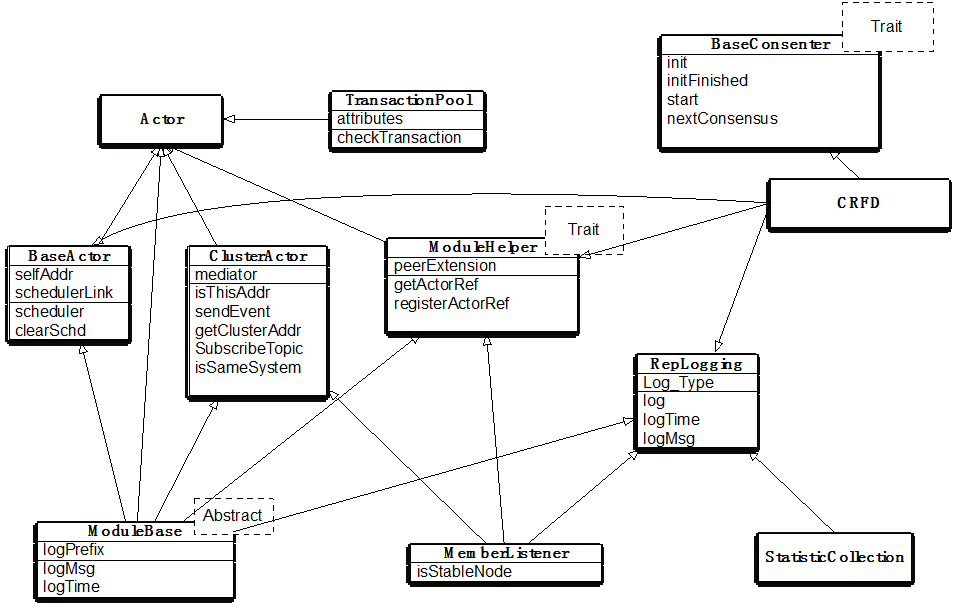 Trait
BaseConsenter
init
initFinished
start
nextConsensus
Actor
TransactionPool
attributes
checkTransaction
CRFD
Trait
BaseActor
selfAddr
schedulerLink
scheduler
clearSchd
ClusterActor
mediator
isThisAddr
sendEvent
getClusterAddr
SubscribeTopic
isSameSystem
ModuleHelper
peerExtension
getActorRef
registerActorRef
RepLogging
Log_Type
log
logTime
logMsg
Abstract
ModuleBase
logPrefix
logMsg
logTime
MemberListener
isStableNode
StatisticCollection